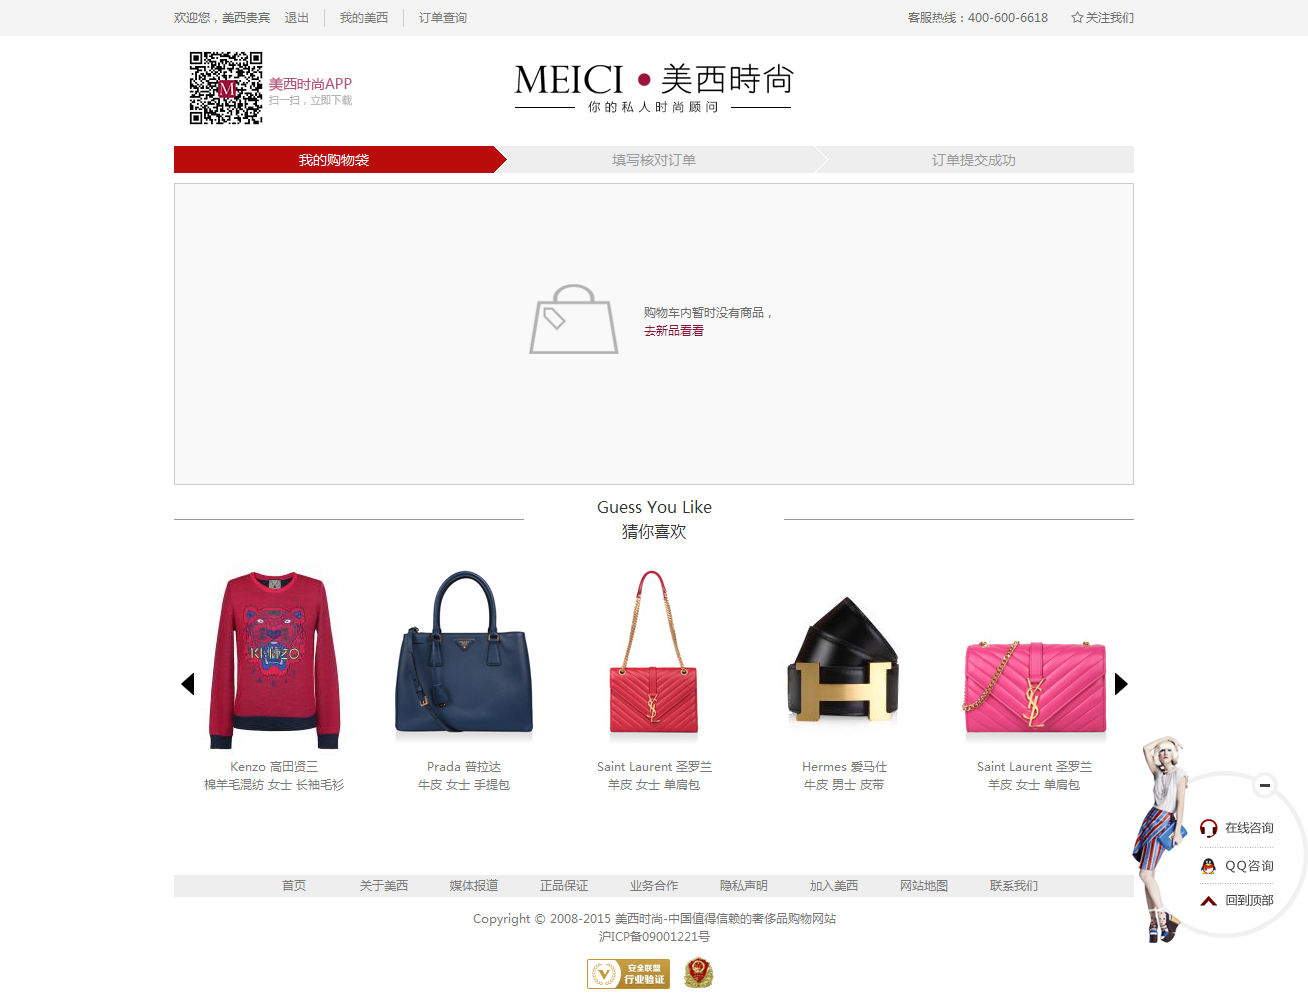 欢迎您，美西贵宾 退出 我的美西 订单查询 客服热线：400-600-6618 关注我们
M
美西时尚APP
扫一扫，立即下载
MEICI 美西時尚
你的私人时尚顾问
我的购物袋 填写核对订单 订单提交成功
购物车内暂时没有商品，
去新品看看
Guess You Like
猜你喜欢
KENZO
Kenzo 高田贤三
棉羊毛混纺 女士 长袖毛衫
Prada 普拉达
牛皮 女士 手提包
Saint Laurent 圣罗兰
羊皮 女士 单肩包
Hermes 爱马仕
牛皮 男士 皮带
Saint Laurent 圣罗兰
羊皮 女士 单肩包
在线咨询
QQ咨询
回到顶部
首页 关于美西 媒体报道 正品保证 业务合作 隐私声明 加入美西 网站地图 联系我们
Copyright © 2008-2015 美西时尚-中国值得信赖的奢侈品购物网站
沪ICP备09001221号
安全联盟
行业验证